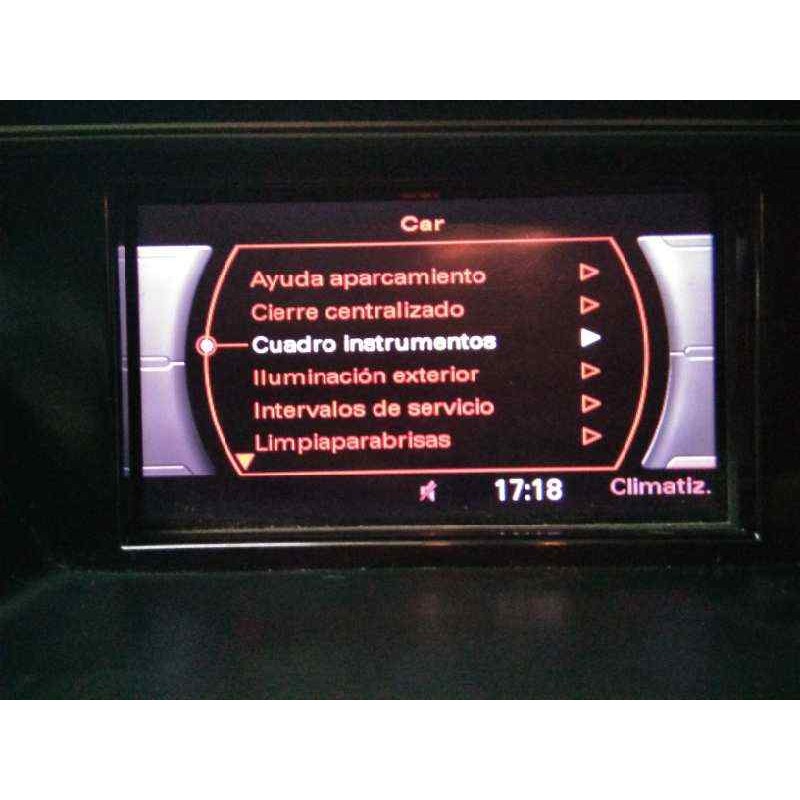 Car
Ayuda aparcamiento
Cierre centralizado
Cuadro instrumentos
Iluminación exterior
Intervalos de servicio
Limpiaparabrisas
17:18 Climatiz.